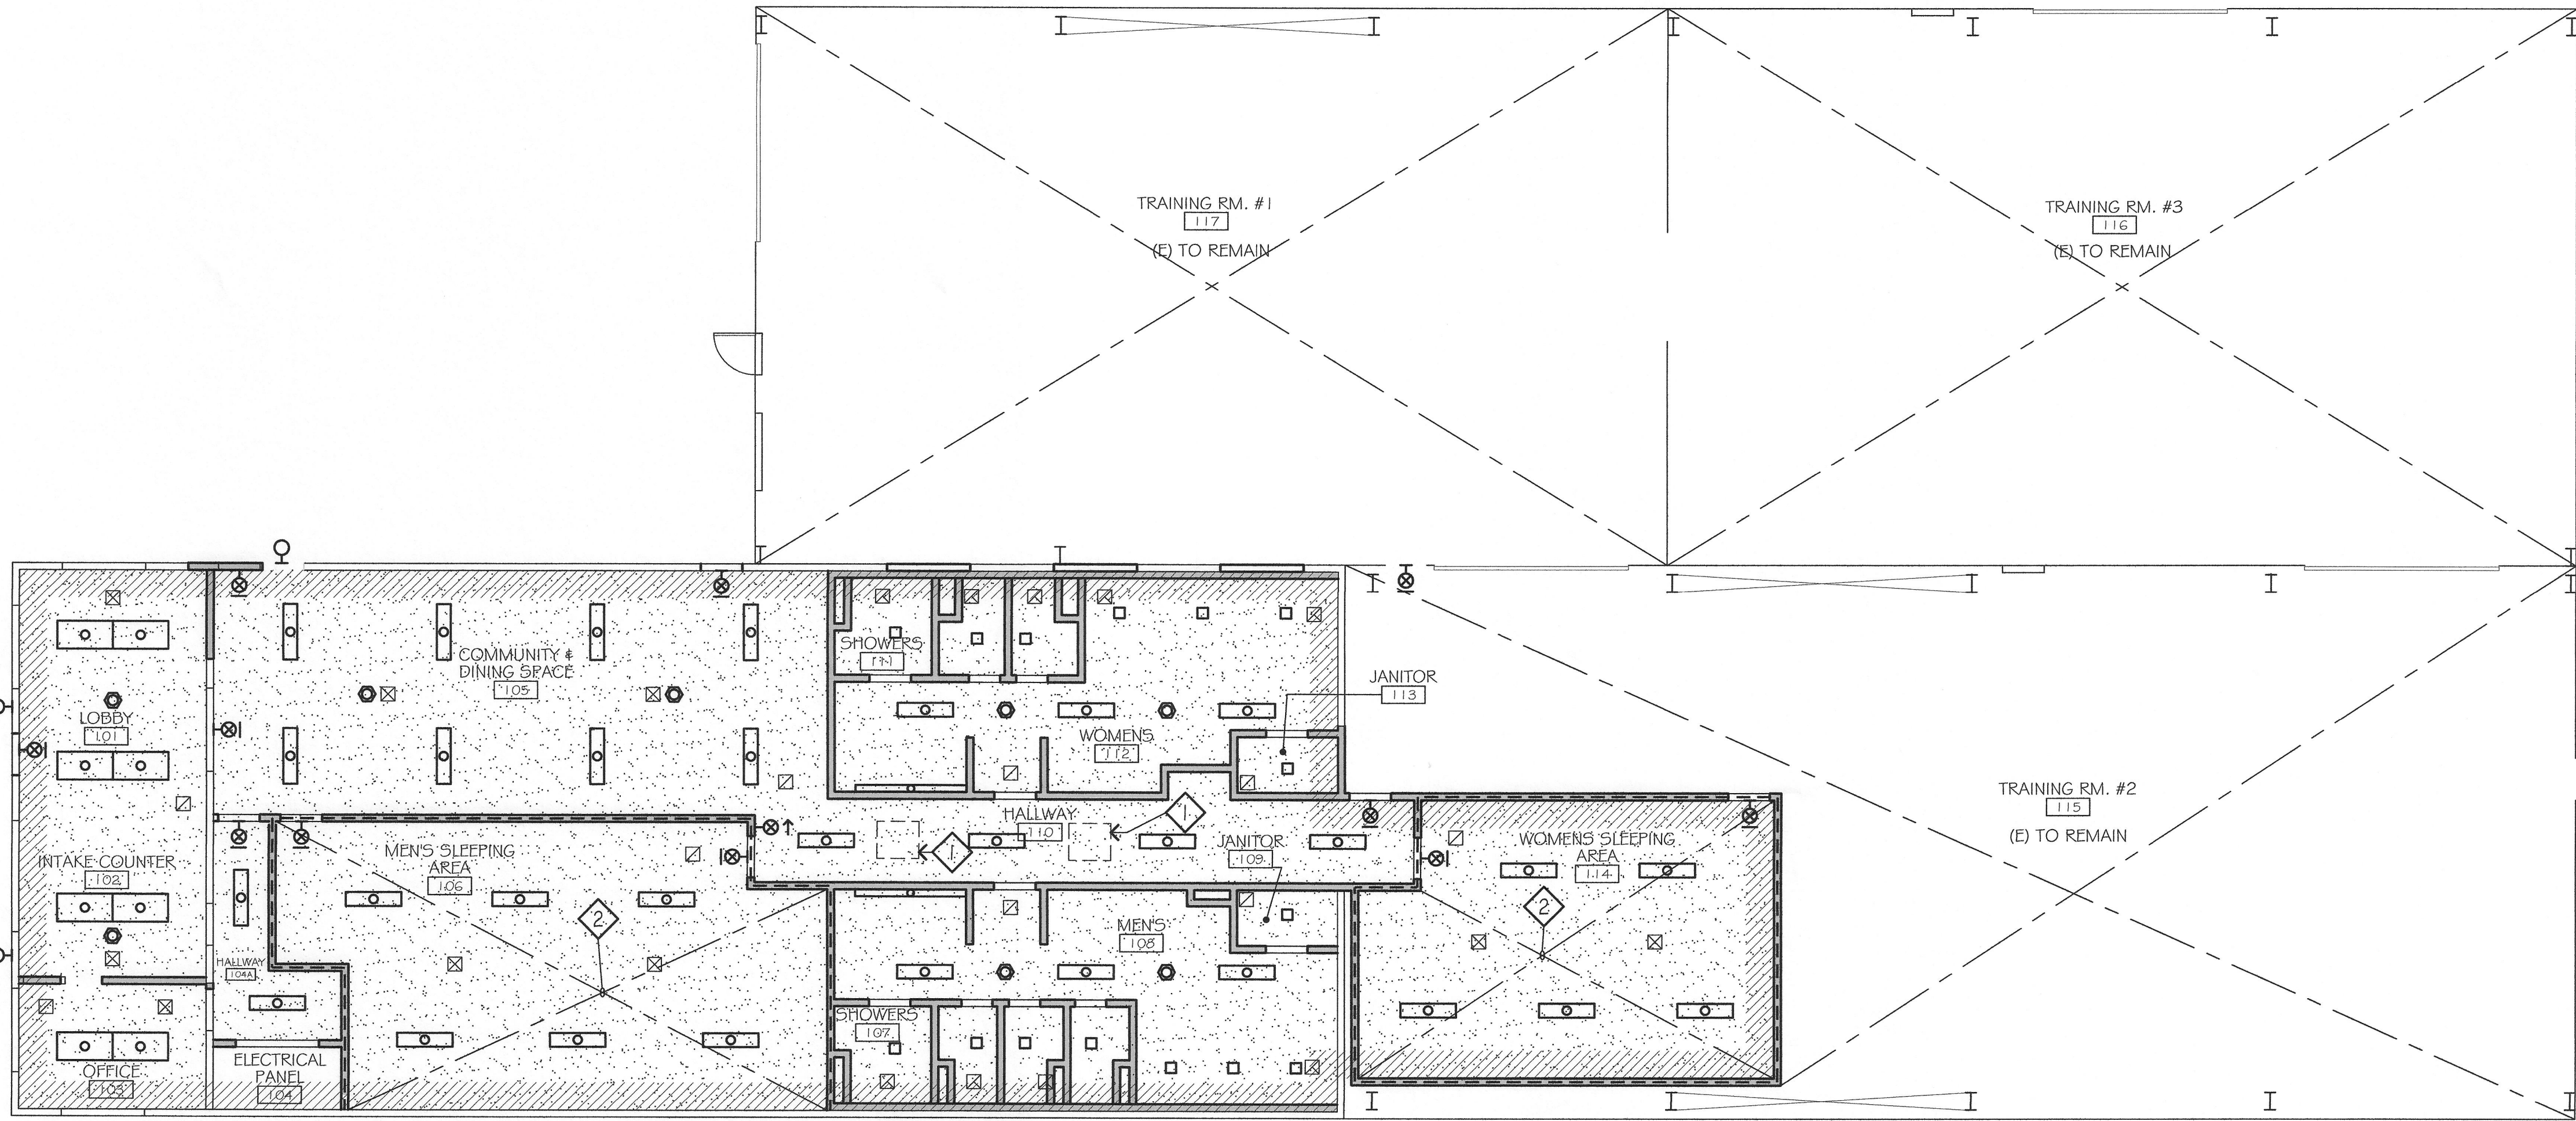 TRAINING RM. #1
117
(E) TO REMAIN
TRAINING RM. #3
116
(E) TO REMAIN
COMMUNITY &
DINING SPACE
105
SHOWERS
111
JANITOR
113
LOBBY
101
WOMENS
112
TRAINING RM. #2
115
(E) TO REMAIN
HALLWAY
110
1
1
INTAKE COUNTER
102
MEN'S SLEEPING
AREA
106
JANITOR
109
WOMENS SLEEPING
AREA
114
2
2
MEN'S
108
HALLWAY
104A
SHOWERS
107
ELECTRICAL
PANEL
104
OFFICE
103